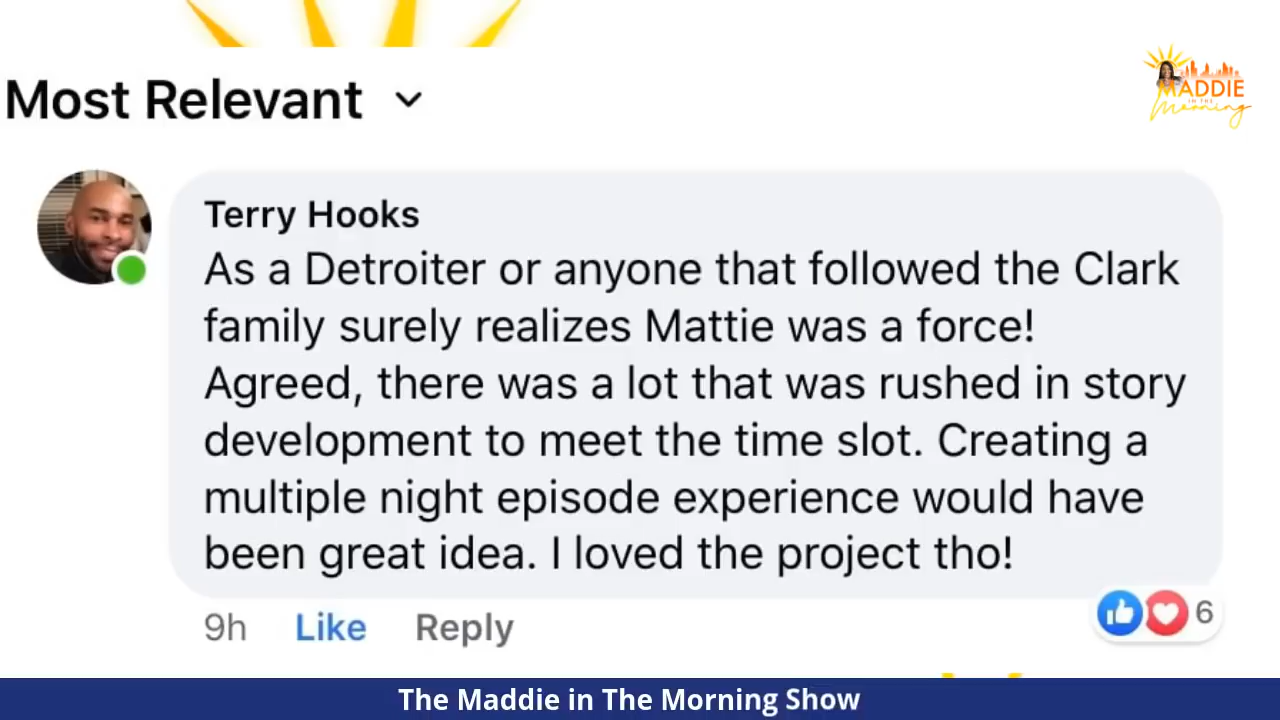 Most Relevant
MADDIE
IN THE
Morning
Terry Hooks
As a Detroiter or anyone that followed the Clark
family surely realizes Mattie was a force!
Agreed, there was a lot that was rushed in story
development to meet the time slot. Creating a
multiple night episode experience would have
been great idea. I loved the project tho!
9h Like Reply 6
The Maddie in The Morning Show